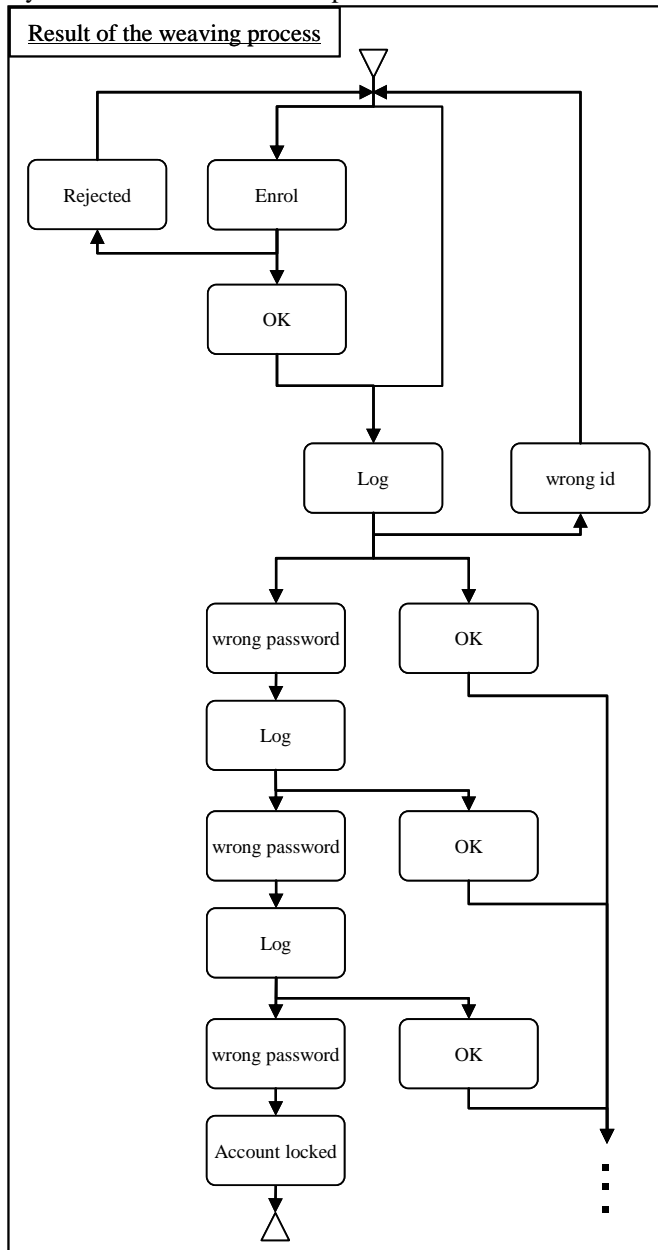 Result of the weaving process
Rejected
Enrol
OK
Log
wrong id
wrong password
OK
Log
wrong password
OK
Log
wrong password
OK
Account locked